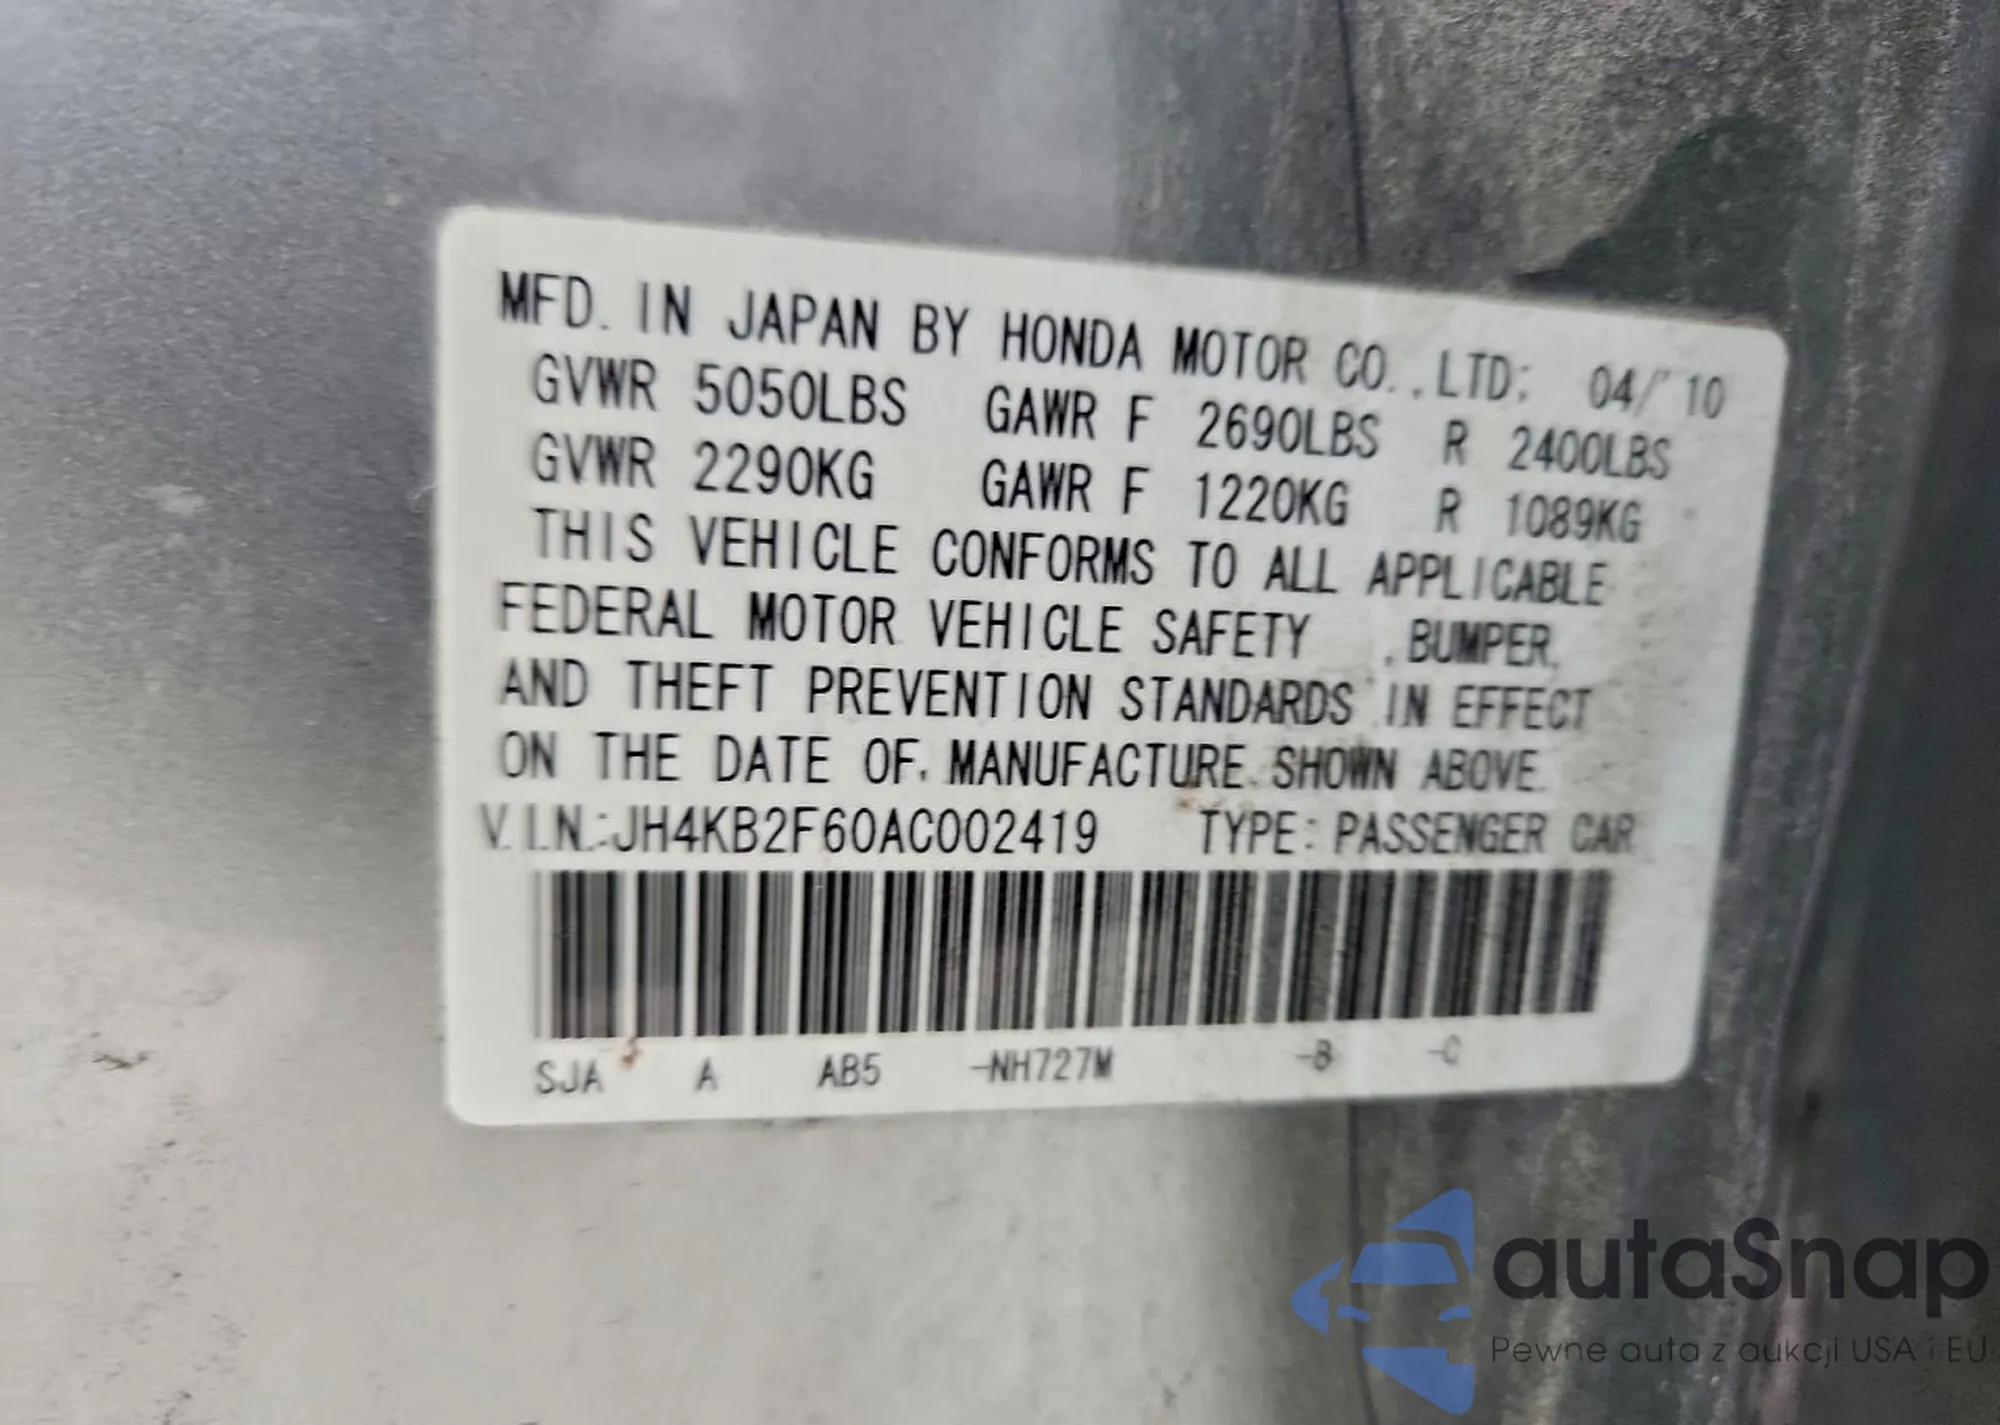 MFD. IN JAPAN BY HONDA MOTOR CO.,LTD; 04/'10
GVWR 5050LBS GAWR F 2690LBS R 2400LBS
GVWR 2290KG GAWR F 1220KG R 1089KG
THIS VEHICLE CONFORMS TO ALL APPLICABLE
FEDERAL MOTOR VEHICLE SAFETY ,BUMPER,
AND THEFT PREVENTION STANDARDS IN EFFECT
ON THE DATE OF MANUFACTURE SHOWN ABOVE.
V.I.N.:JH4KB2F60AC002419 TYPE: PASSENGER CAR
SJA A AB5 -NH727M -B -C
autaSnap
Pewne auta z aukcji USA i EU